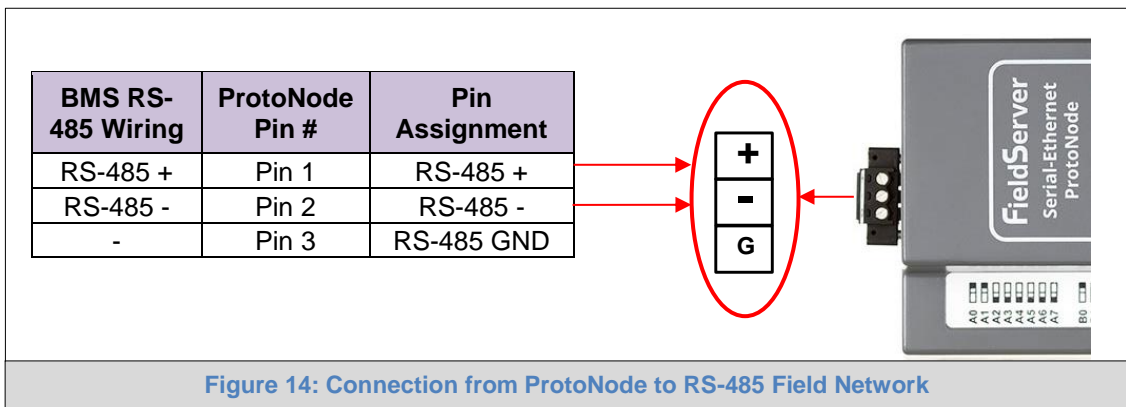 BMS RS-485 Wiring | ProtoNode Pin # | Pin Assignment
RS-485 + | Pin 1 | RS-485 +
RS-485 - | Pin 2 | RS-485 -
- | Pin 3 | RS-485 GND
+
-
G
FieldServer
Serial-Ethernet
ProtoNode
A0 A1 A2 A3 A4 A5 A6 A7 B0
Figure 14: Connection from ProtoNode to RS-485 Field Network